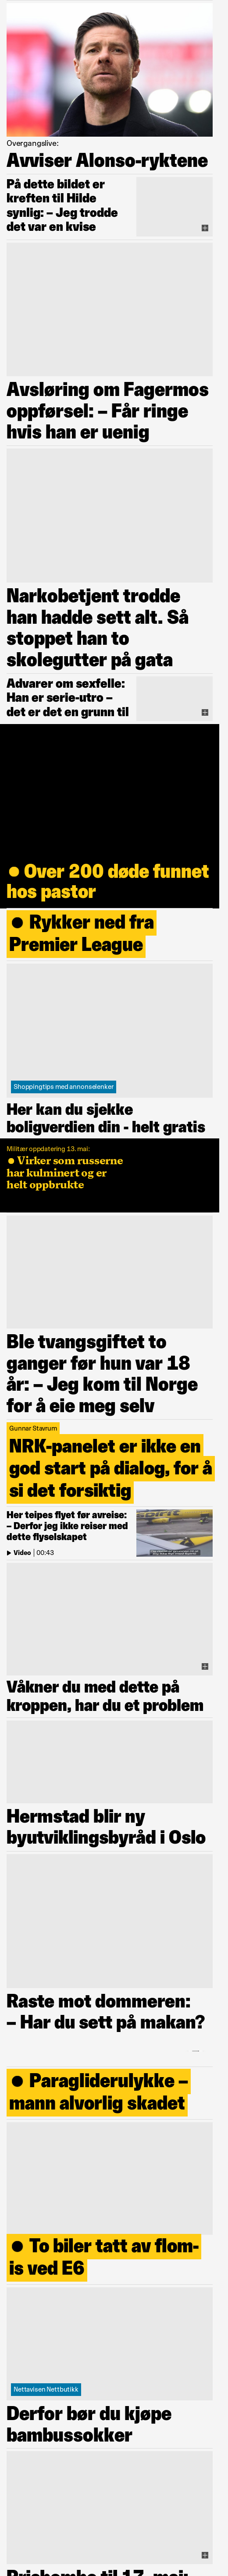 Overgangslive:
Avviser Alonso-ryktene
På dette bildet er
kreften til Hilde
synlig: – Jeg trodde
det var en kvise
Avsløring om Fagermos
oppførsel: – Får ringe
hvis han er uenig
Narkobetjent trodde
han hadde sett alt. Så
stoppet han to
skolegutter på gata
Advarer om sexfelle:
Han er serie-utro –
det er det en grunn til
● Over 200 døde funnet
hos pastor
● Rykker ned fra
Premier League
Shoppingtips med annonselenker
Her kan du sjekke
boligverdien din - helt gratis
Militær oppdatering 13. mai:
● Virker som russerne
har kulminert og er
helt oppbrukte
Ble tvangsgiftet to
ganger før hun var 18
år: – Jeg kom til Norge
for å eie meg selv
Gunnar Stavrum
NRK-panelet er ikke en
god start på dialog, for å
si det forsiktig
Her teipes flyet før avreise:
– Derfor jeg ikke reiser med
dette flyselskapet
Video | 00:43
Våkner du med dette på
kroppen, har du et problem
Hermstad blir ny
byutviklingsbyråd i Oslo
Raste mot dommeren:
– Har du sett på makan?
● Paragliderulykke –
mann alvorlig skadet
● To biler tatt av flom-
is ved E6
Nettavisen Nettbutikk
Derfor bør du kjøpe
bambussokker
Prisbombe til 17. mai: